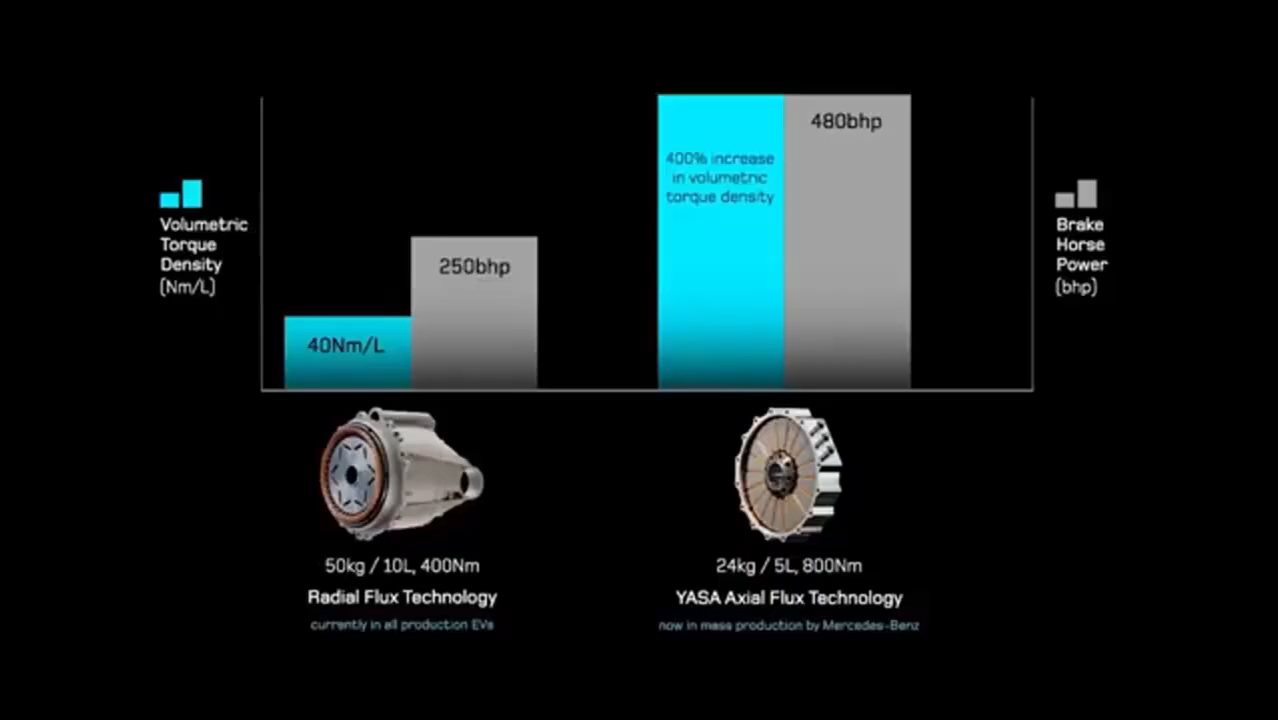 480bhp
400% increase
in volumetric
torque density
Volumetric
Torque
Density
(Nm/L)
Brake
Horse
Power
(bhp)
250bhp
40Nm/L
50kg / 10L, 400Nm
Radial Flux Technology
currently in all production EVs
24kg / 5L, 800Nm
YASA Axial Flux Technology
now in mass production by Mercedes-Benz